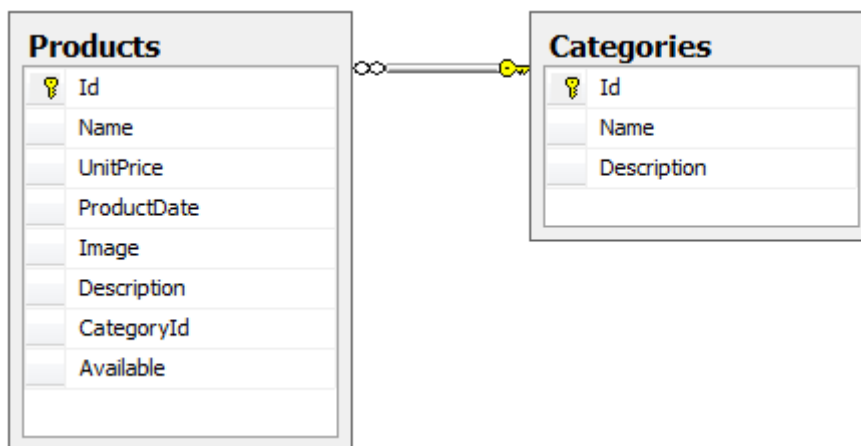 Products
Id
Name
UnitPrice
ProductDate
Image
Description
CategoryId
Available
Categories
Id
Name
Description